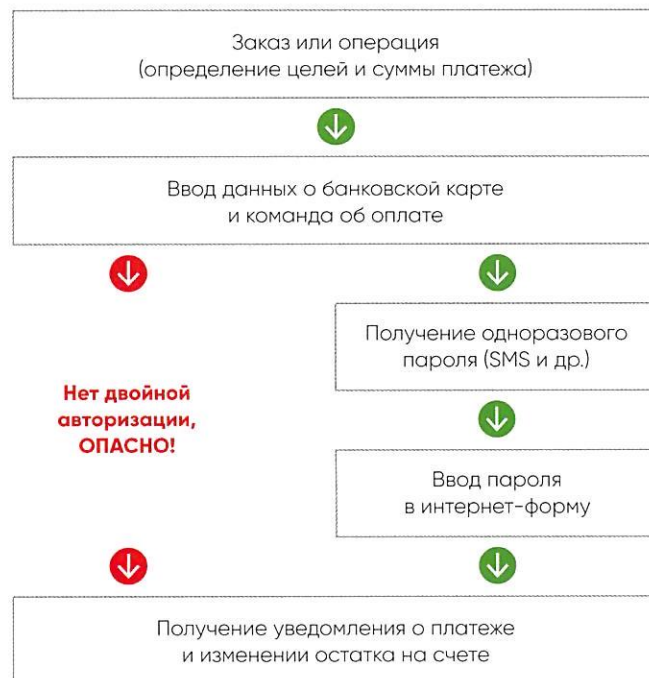 Заказ или операция
(определение целей и суммы платежа)
Ввод данных о банковской карте
и команда об оплате
Получение одноразового
пароля (SMS и др.)
Нет двойной
авторизации,
ОПАСНО!
Ввод пароля
в интернет-форму
Получение уведомления о платеже
и изменении остатка на счете